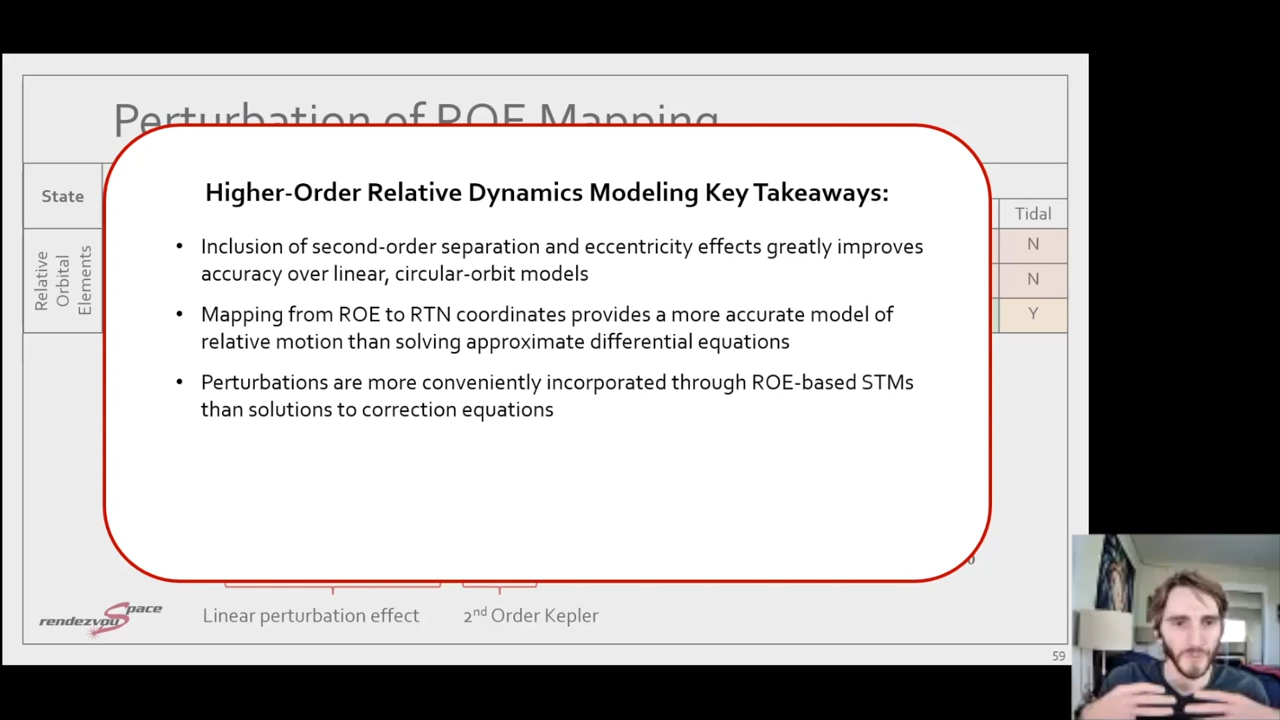 Perturbation of ROE Mapping
State
Tidal
Relative
Orbital
Elements
N
N
Y
Higher-Order Relative Dynamics Modeling Key Takeaways:
• Inclusion of second-order separation and eccentricity effects greatly improves
accuracy over linear, circular-orbit models
• Mapping from ROE to RTN coordinates provides a more accurate model of
relative motion than solving approximate differential equations
• Perturbations are more conveniently incorporated through ROE-based STMs
than solutions to correction equations
Linear perturbation effect
2nd Order Kepler
rendezvouSpace
59